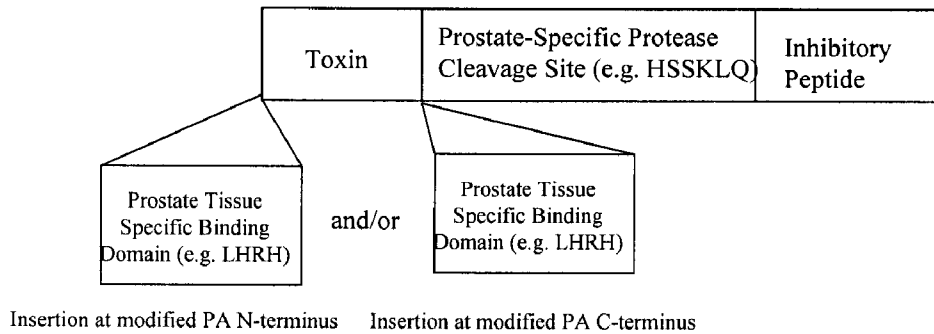 Toxin
Prostate-Specific Protease
Cleavage Site (e.g. HSSKLQ)
Inhibitory
Peptide
Prostate Tissue
Specific Binding
Domain (e.g. LHRH)
and/or
Prostate Tissue
Specific Binding
Domain (e.g. LHRH)
Insertion at modified PA N-terminus
Insertion at modified PA C-terminus